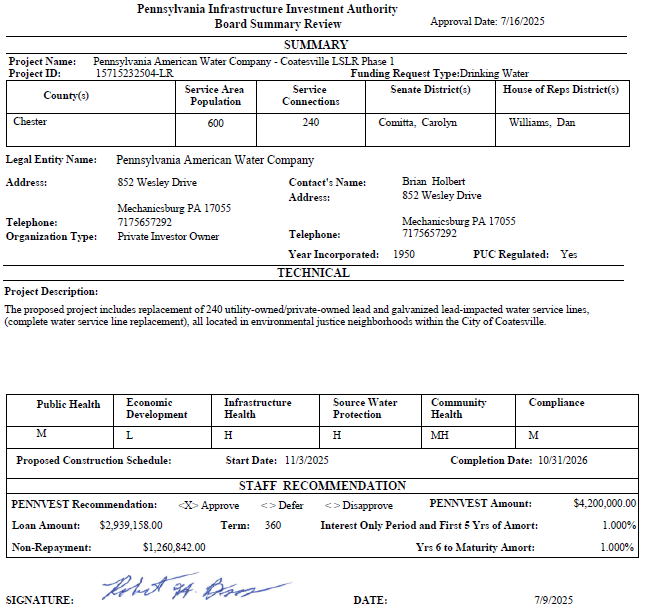 Pennsylvania Infrastructure Investment Authority
Board Summary Review
Approval Date: 7/16/2025
SUMMARY
Project Name: Pennsylvania American Water Company - Coatesville LSLR Phase 1
Project ID: 15715232504-LR Funding Request Type:Drinking Water
County(s) Service Area Population Service Connections Senate District(s) House of Reps District(s)
Chester 600 240 Comitta, Carolyn Williams, Dan
Legal Entity Name: Pennsylvania American Water Company
Address: 852 Wesley Drive Contact's Name: Brian Holbert
Address: 852 Wesley Drive
Mechanicsburg PA 17055 Mechanicsburg PA 17055
Telephone: 7175657292 Telephone: 7175657292
Organization Type: Private Investor Owner
Year Incorporated: 1950 PUC Regulated: Yes
TECHNICAL
Project Description:
The proposed project includes replacement of 240 utility-owned/private-owned lead and galvanized lead-impacted water service lines,
(complete water service line replacement), all located in environmental justice neighborhoods within the City of Coatesville.
Public Health Economic Development Infrastructure Health Source Water Protection Community Health Compliance
M L H H MH M
Proposed Construction Schedule: Start Date: 11/3/2025 Completion Date: 10/31/2026
STAFF RECOMMENDATION
PENNVEST Recommendation: <X> Approve < > Defer < > Disapprove PENNVEST Amount: $4,200,000.00
Loan Amount: $2,939,158.00 Term: 360 Interest Only Period and First 5 Yrs of Amort: 1.000%
Non-Repayment: $1,260,842.00 Yrs 6 to Maturity Amort: 1.000%
SIGNATURE: DATE: 7/9/2025